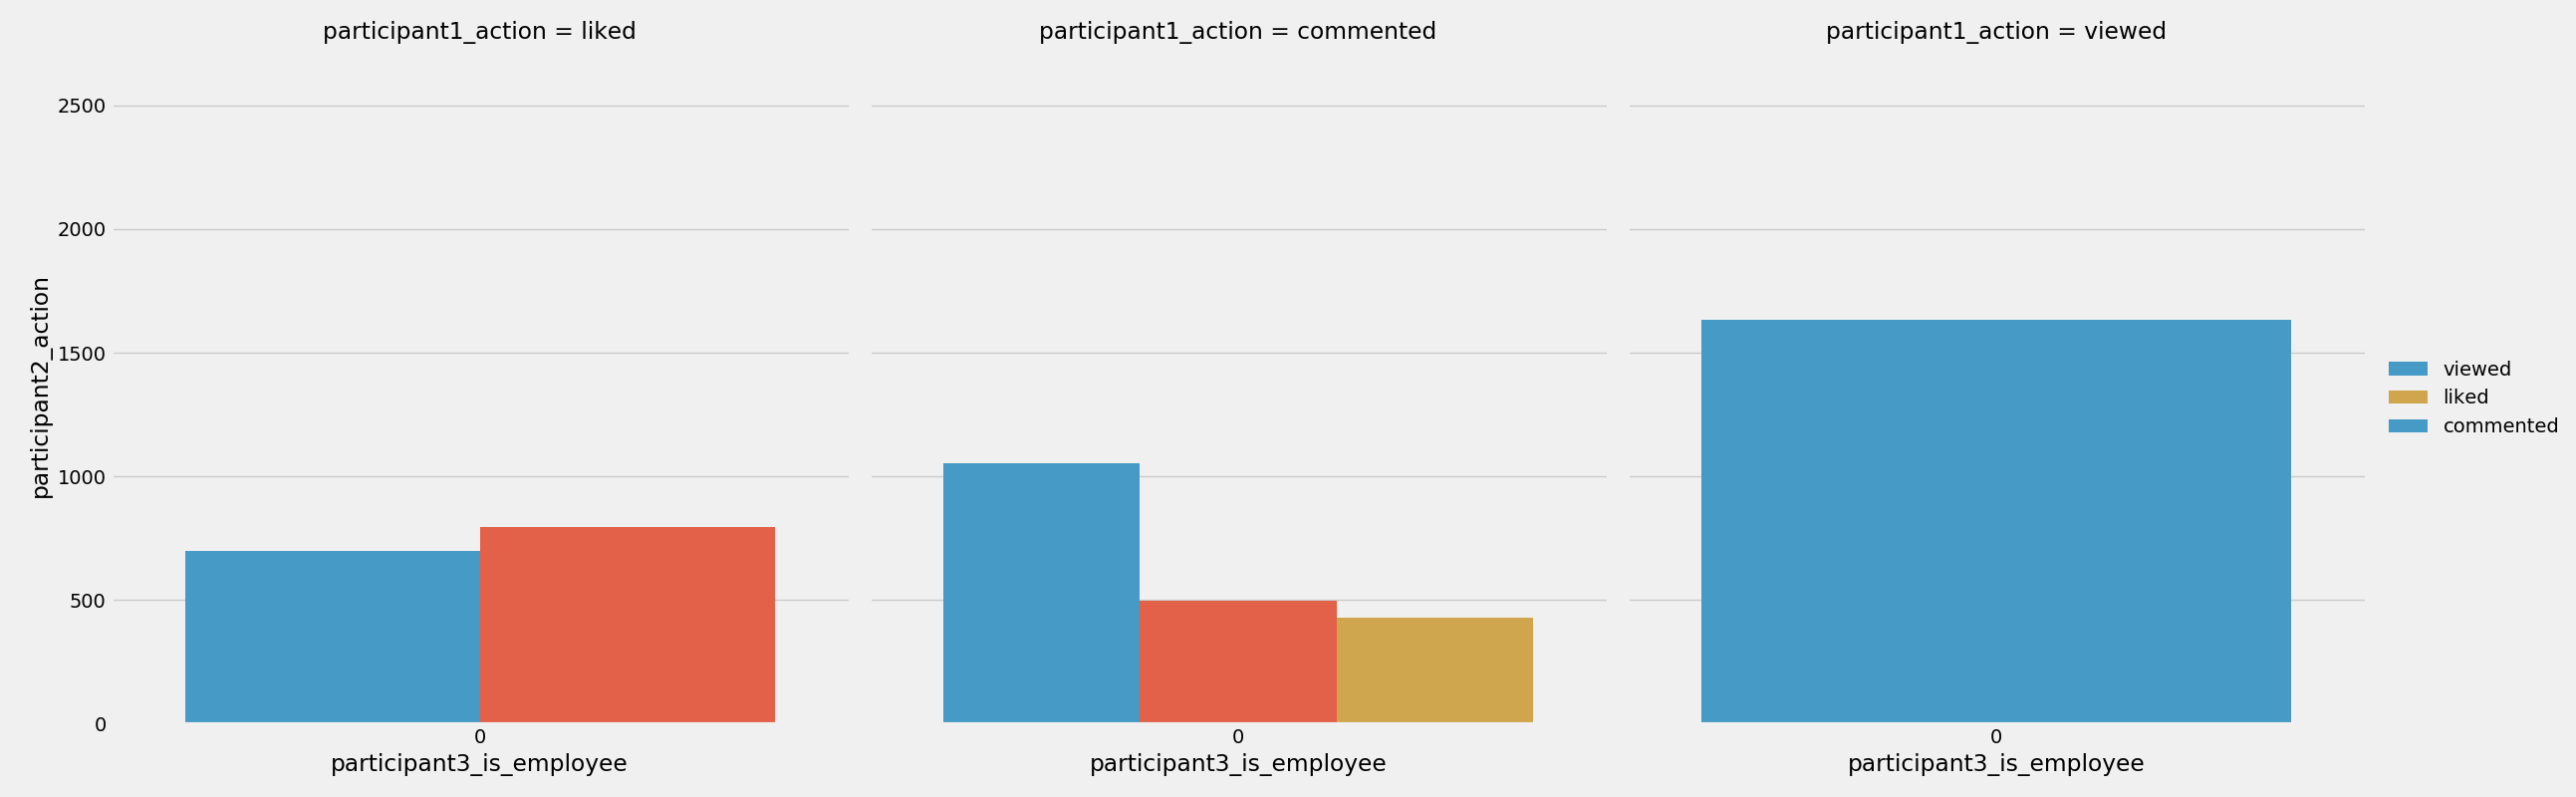 participant1_action = liked
participant1_action = commented
participant1_action = viewed
2500
2000
1500
1000
500
0
participant2_action
0
0
0
participant3_is_employee
participant3_is_employee
participant3_is_employee
viewed
liked
commented